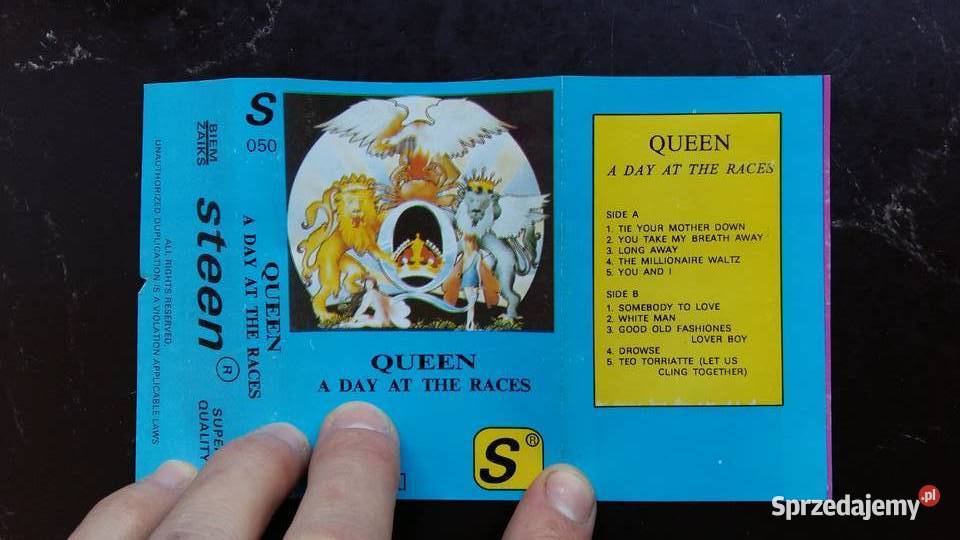 BIEM
ZAIKS
steen ®
SUPER
QUALITY
ALL RIGHTS RESERVED.
UNAUTHORIZED DUPLICATION IS A VIOLATION APPLICABLE LAWS
S
050
QUEEN
A DAY AT THE RACES
Q
QUEEN
A DAY AT THE RACES
S®
QUEEN
A DAY AT THE RACES
SIDE A
1. TIE YOUR MOTHER DOWN
2. YOU TAKE MY BREATH AWAY
3. LONG AWAY
4. THE MILLIONAIRE WALTZ
5. YOU AND I
SIDE B
1. SOMEBODY TO LOVE
2. WHITE MAN
3. GOOD OLD FASHIONES
LOVER BOY
4. DROWSE
5. TEO TORRIATTE (LET US
CLING TOGETHER)
Sprzedajemy.pl